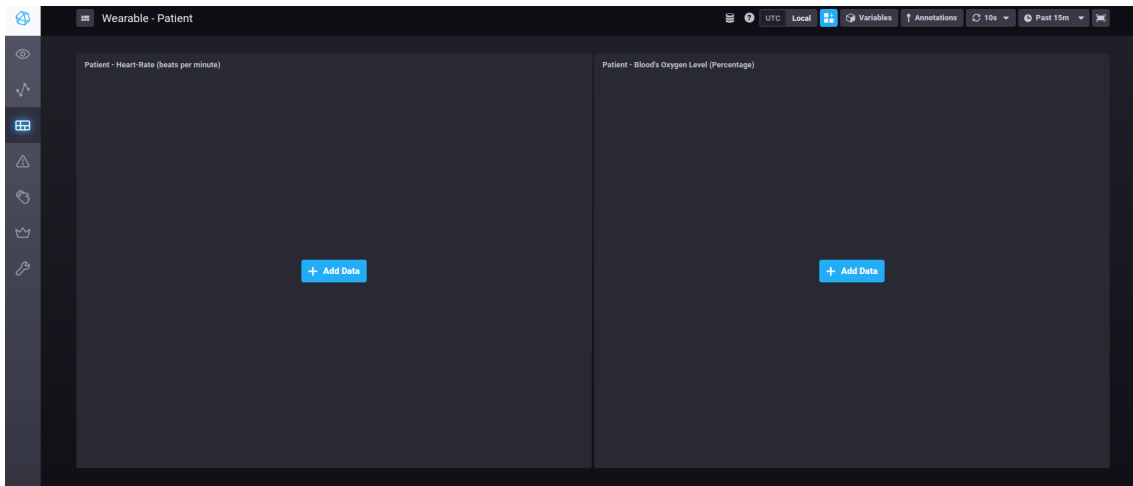 Wearable - Patient
UTC Local Variables Annotations 10s Past 15m
Patient - Heart-Rate (beats per minute)
Patient - Blood's Oxygen Level (Percentage)
+ Add Data
+ Add Data